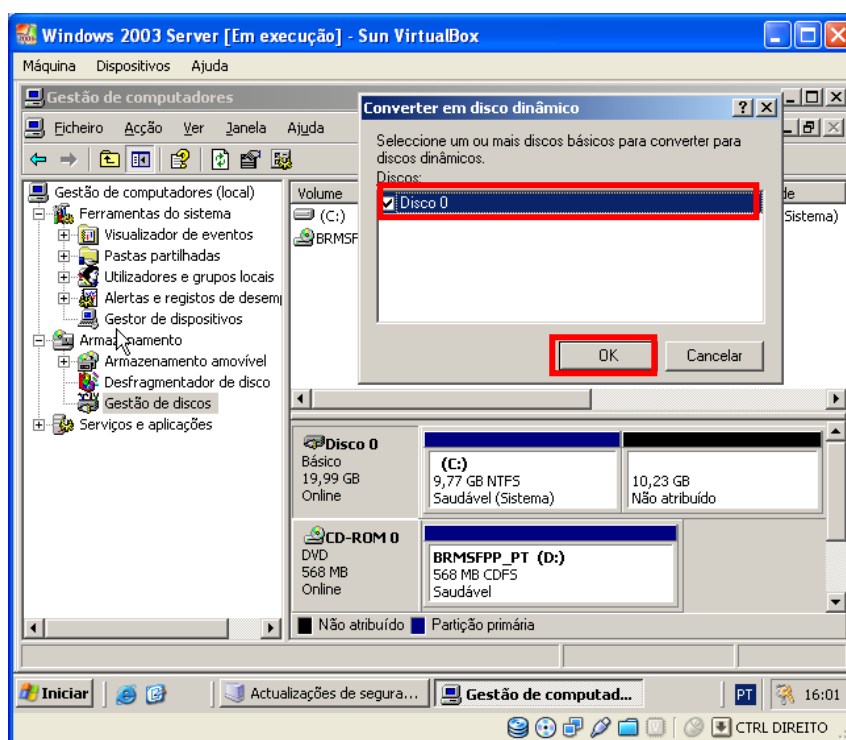 Windows 2003 Server [Em execução] - Sun VirtualBox
Máquina Dispositivos Ajuda
Gestão de computadores
Ficheiro Acção Ver Janela Ajuda
Converter em disco dinâmico
Seleccione um ou mais discos básicos para converter para
discos dinâmicos.
Discos:
Disco 0
OK Cancelar
Gestão de computadores (local)
Ferramentas do sistema
Visualizador de eventos
Pastas partilhadas
Utilizadores e grupos locais
Alertas e registos de desem
Gestor de dispositivos
Armazenamento
Armazenamento amovível
Desfragmentador de disco
Gestão de discos
Serviços e aplicações
Volume
(C:)
Sistema)
BRMSF
Disco 0
Básico
19,99 GB
Online
(C:)
9,77 GB NTFS
Saudável (Sistema)
10,23 GB
Não atribuído
CD-ROM 0
DVD
568 MB
Online
BRMSFPP_PT (D:)
568 MB CDFS
Saudável
Não atribuído Partição primária
Iniciar Actualizações de segura... Gestão de computad... PT 16:01
CTRL DIREITO